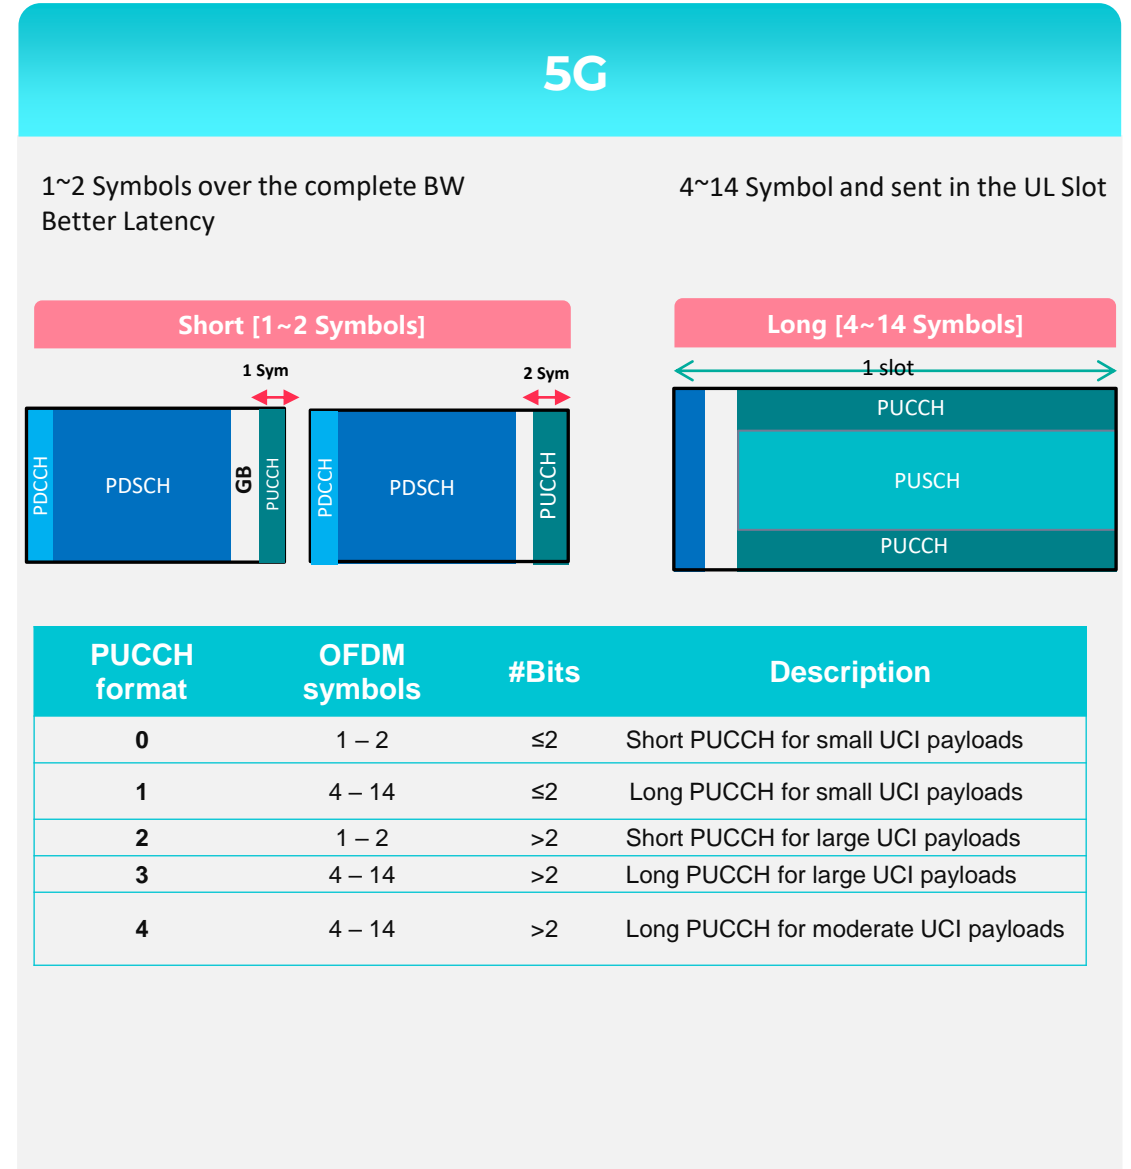 5G
1~2 Symbols over the complete BW
Better Latency
4~14 Symbol and sent in the UL Slot
Short [1~2 Symbols]
1 Sym
2 Sym
PDCCH
PDSCH
GB
PUCCH
PDCCH
PDSCH
PUCCH
Long [4~14 Symbols]
1 slot
PUCCH
PUSCH
PUCCH
PUCCH format OFDM symbols #Bits Description
0 1 – 2 ≤2 Short PUCCH for small UCI payloads
1 4 – 14 ≤2 Long PUCCH for small UCI payloads
2 1 – 2 >2 Short PUCCH for large UCI payloads
3 4 – 14 >2 Long PUCCH for large UCI payloads
4 4 – 14 >2 Long PUCCH for moderate UCI payloads